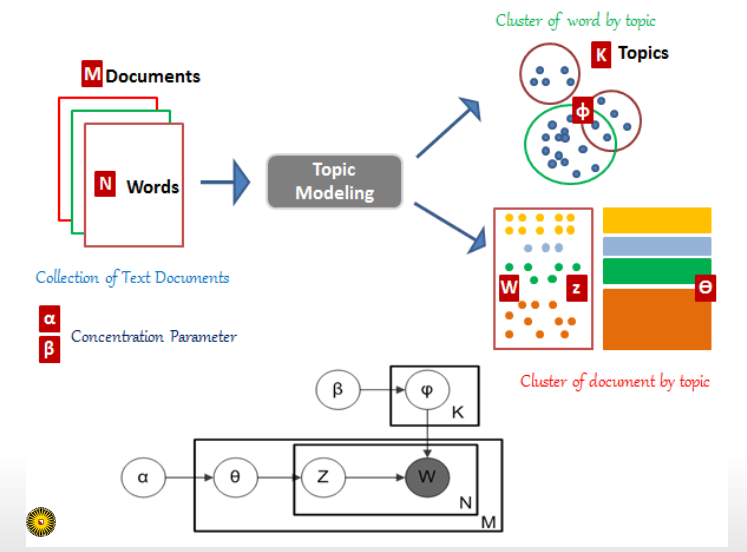 Cluster of word by topic
K Topics
M Documents
ϕ
N Words
Topic
Modeling
W z Ѳ
Collection of Text Documents
α
β
Concentration Parameter
Cluster of document by topic
β φ
K
α θ Z W
N
M